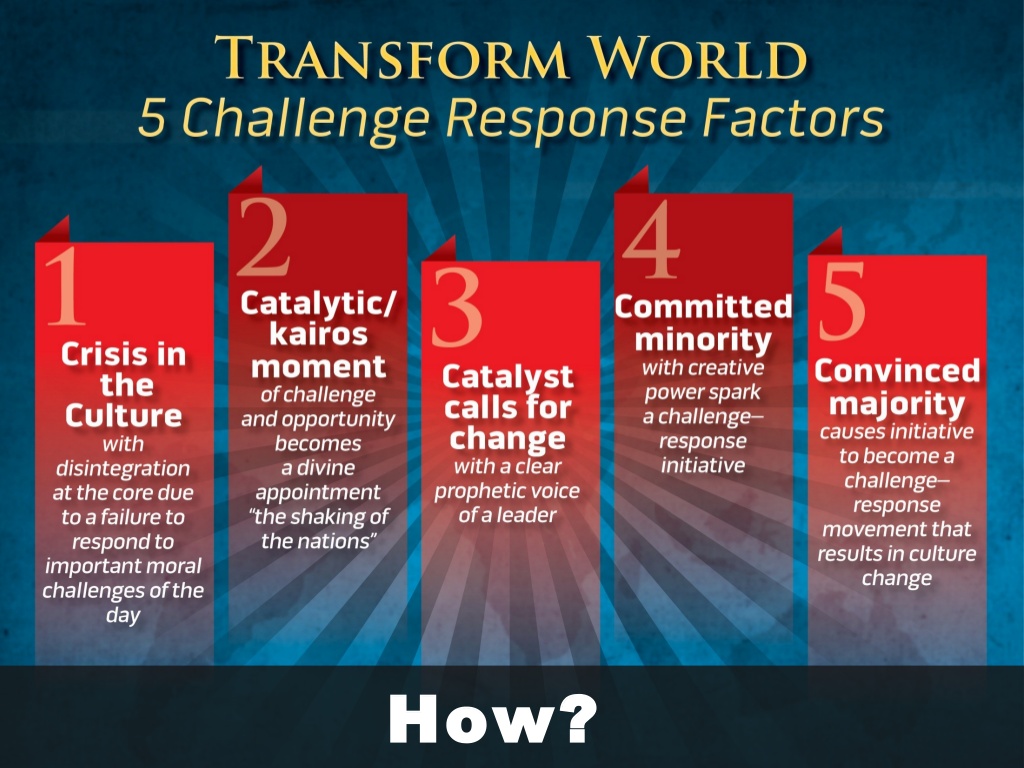 TRANSFORM WORLD
5 Challenge Response Factors
1
Crisis in
the
Culture
with
disintegration
at the core due
to a failure to
respond to
important moral
challenges of the
day
2
Catalytic/
kairos
moment
of challenge
and opportunity
becomes
a divine
appointment
“the shaking of
the nations”
3
Catalyst
calls for
change
with a clear
prophetic voice
of a leader
4
Committed
minority
with creative
power spark
a challenge–
response
initiative
5
Convinced
majority
causes initiative
to become a
challenge–
response
movement that
results in culture
change
How?